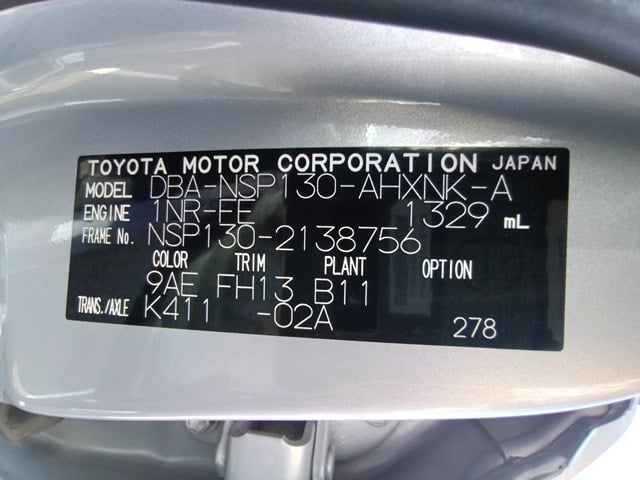 TOYOTA MOTOR CORPORATION JAPAN
MODEL DBA-NSP130-AHXNK-A
ENGINE 1NR-EE 1329 mL
FRAME No. NSP130-2138756
COLOR TRIM PLANT OPTION
9AE FH13 B11
TRANS./AXLE K411 -02A
278